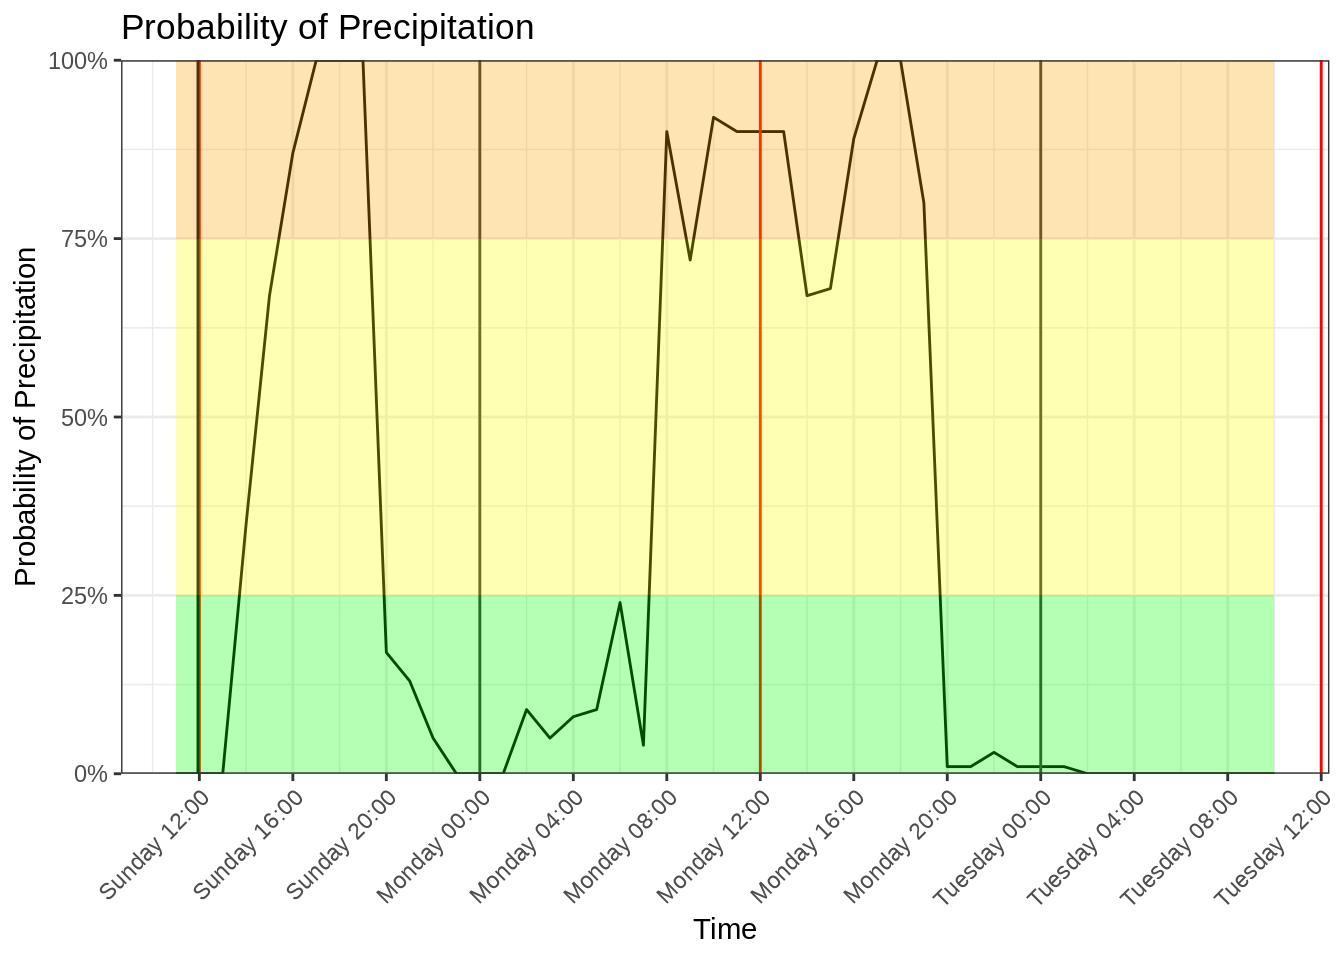 Probability of Precipitation
Probability of Precipitation
100%
75%
50%
25%
0%
Sunday 12:00
Sunday 16:00
Sunday 20:00
Monday 00:00
Monday 04:00
Monday 08:00
Monday 12:00
Monday 16:00
Monday 20:00
Tuesday 00:00
Tuesday 04:00
Tuesday 08:00
Tuesday 12:00
Time